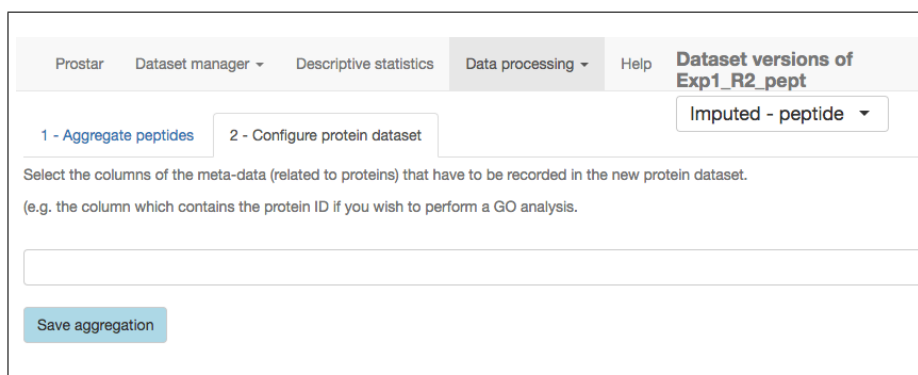 Prostar Dataset manager Descriptive statistics Data processing Help
Dataset versions of
Exp1_R2_pept
Imputed - peptide
1 - Aggregate peptides 2 - Configure protein dataset
Select the columns of the meta-data (related to proteins) that have to be recorded in the new protein dataset.
(e.g. the column which contains the protein ID if you wish to perform a GO analysis.
Save aggregation